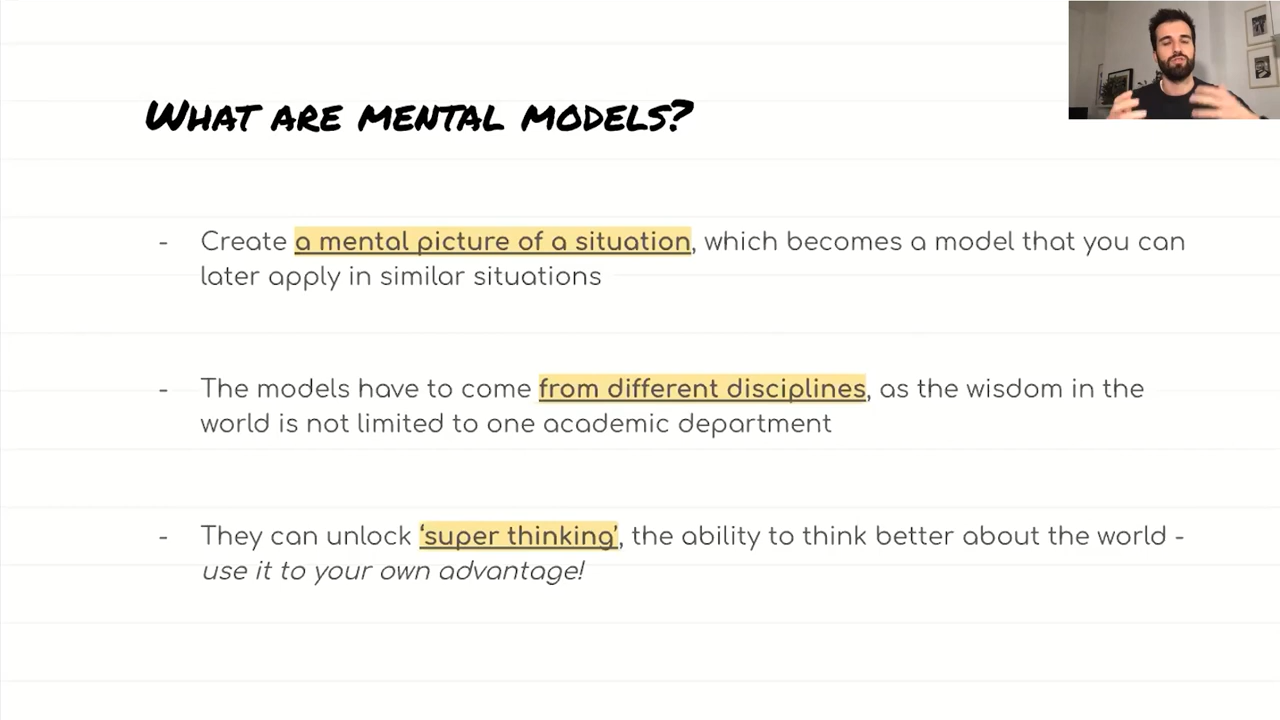 WHAT ARE MENTAL MODELS?
- Create a mental picture of a situation, which becomes a model that you can
later apply in similar situations
- The models have to come from different disciplines, as the wisdom in the
world is not limited to one academic department
- They can unlock ‘super thinking’, the ability to think better about the world -
use it to your own advantage!